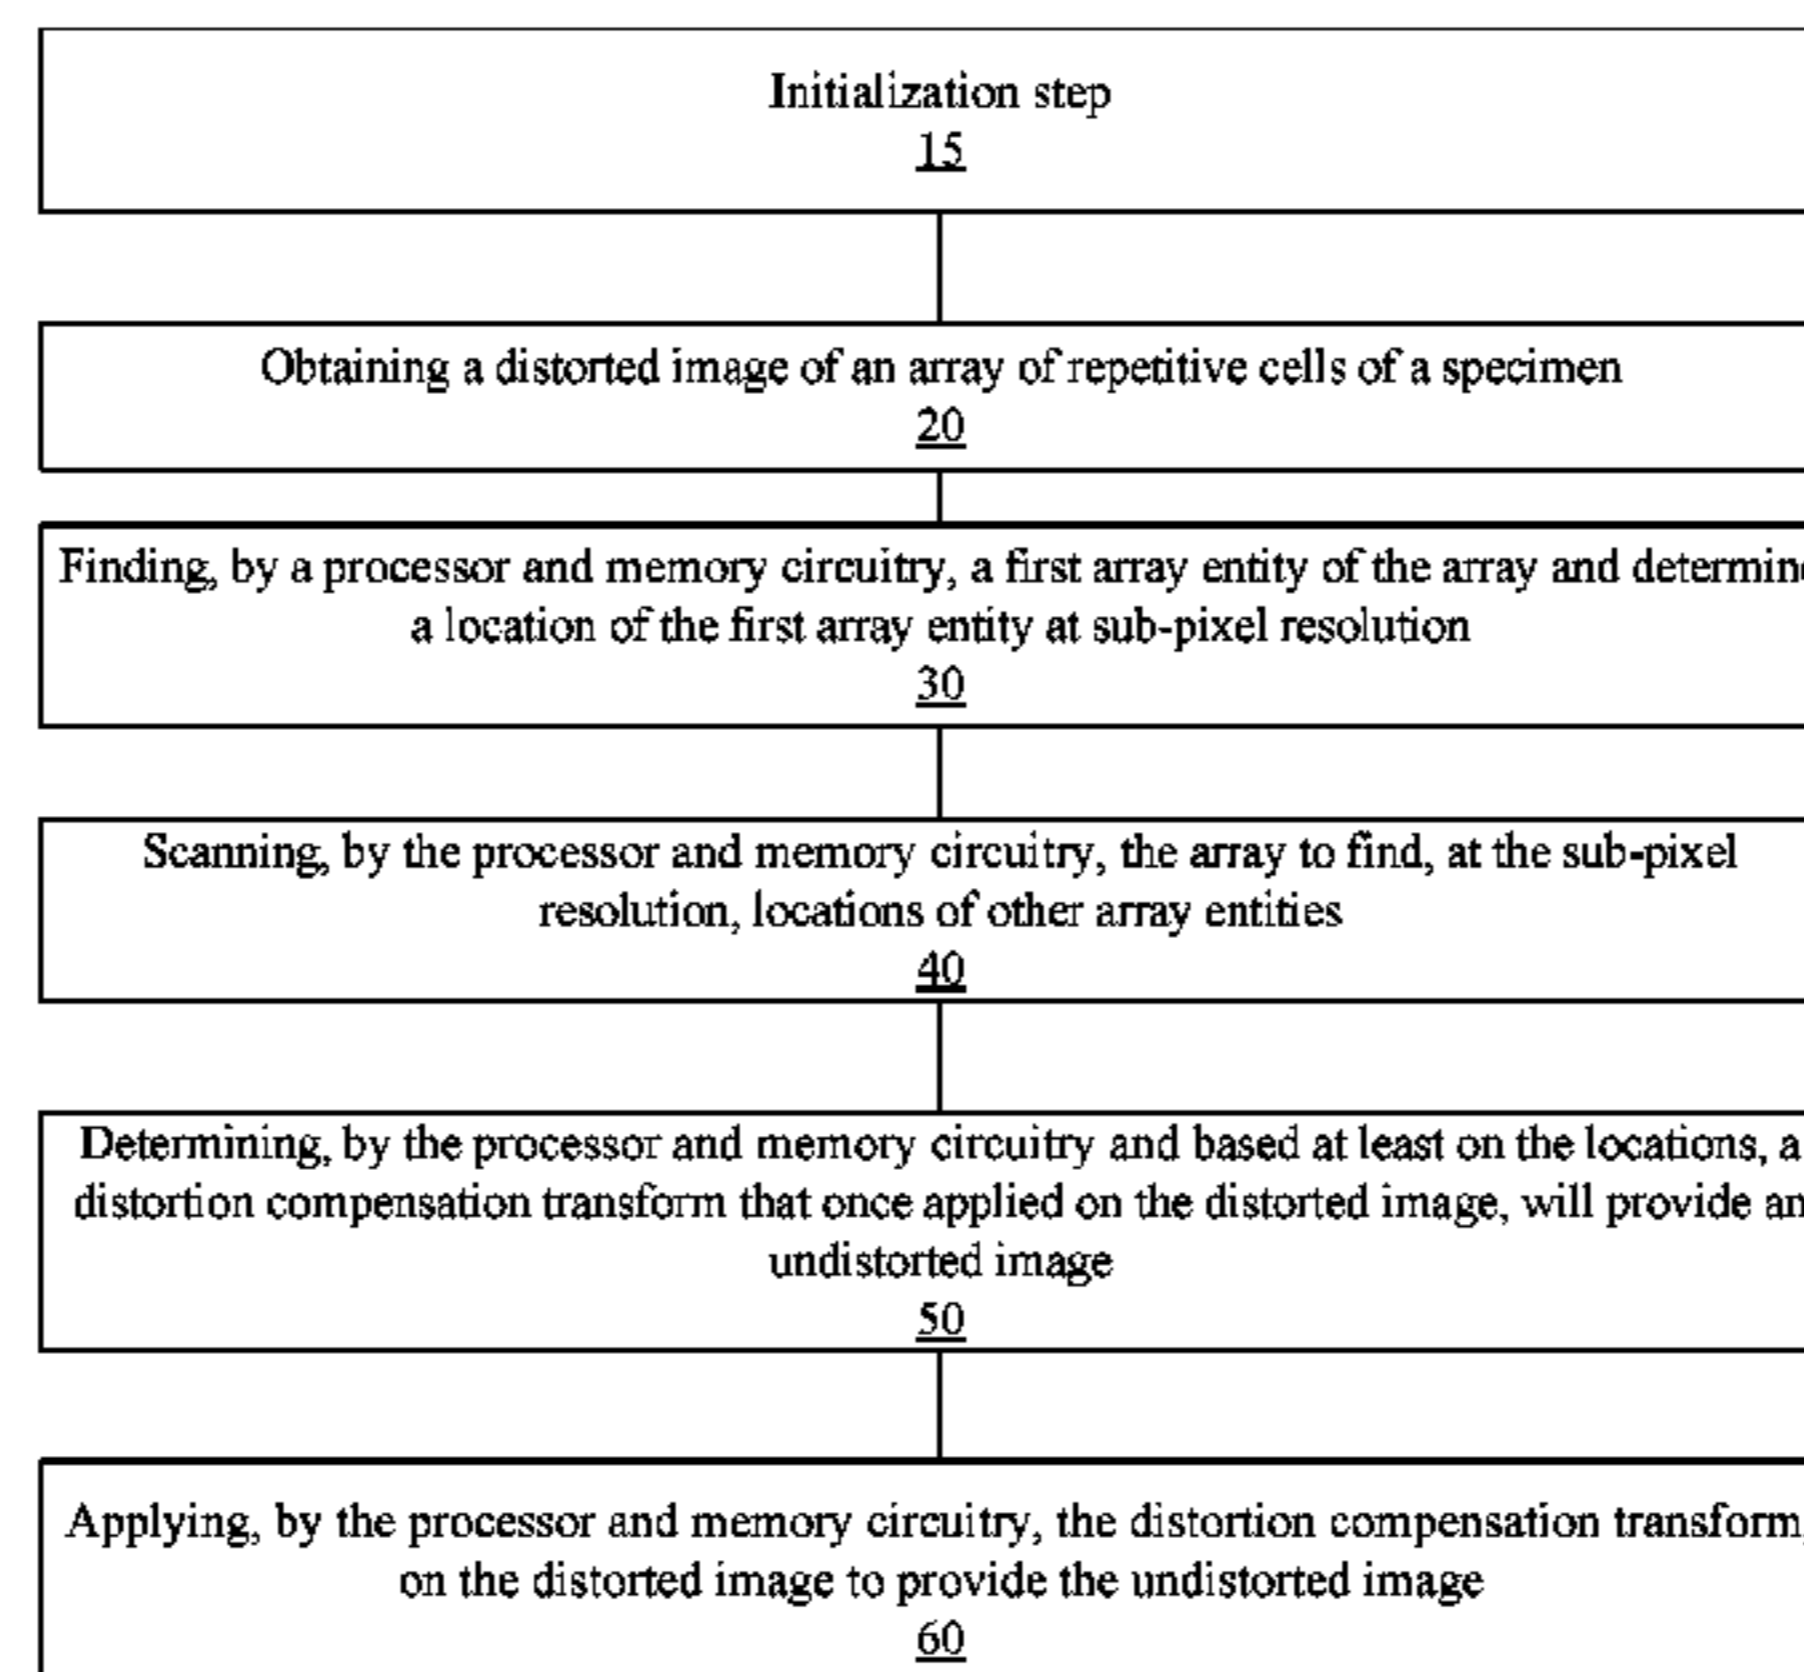 Initialization step
15
Obtaining a distorted image of an array of repetitive cells of a specimen
20
Finding, by a processor and memory circuitry, a first array entity of the array and determine
a location of the first array entity at sub-pixel resolution
30
Scanning, by the processor and memory circuitry, the array to find, at the sub-pixel
resolution, locations of other array entities
40
Determining, by the processor and memory circuitry and based at least on the locations, a
distortion compensation transform that once applied on the distorted image, will provide an
undistorted image
50
Applying, by the processor and memory circuitry, the distortion compensation transform,
on the distorted image to provide the undistorted image
60